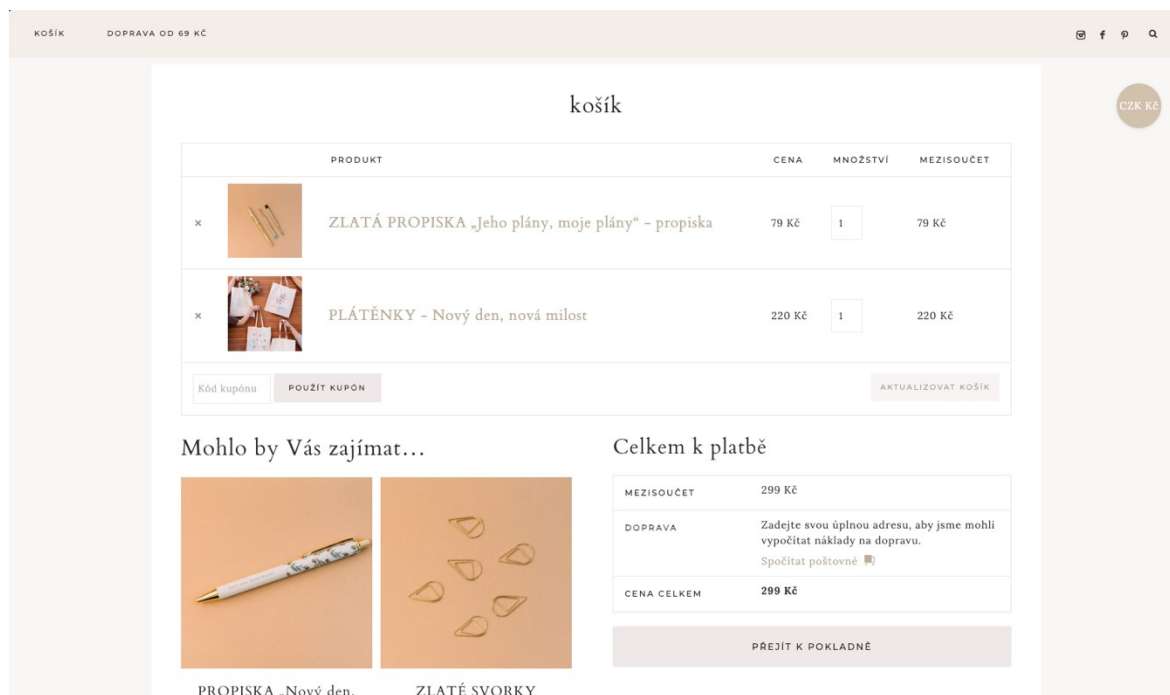 KOŠÍK DOPRAVA OD 69 KČ
CZK Kč
košík
PRODUKT CENA MNOŽSTVÍ MEZISOUČET
× ZLATÁ PROPISKA „Jeho plány, moje plány“ – propiska 79 Kč 1 79 Kč
× PLÁTĚNKY – Nový den, nová milost 220 Kč 1 220 Kč
Kód kupónu POUŽÍT KUPÓN AKTUALIZOVAT KOŠÍK
Mohlo by Vás zajímat…
PROPISKA „Nový den,
ZLATÉ SVORKY
Celkem k platbě
MEZISOUČET 299 Kč
DOPRAVA Zadejte svou úplnou adresu, aby jsme mohli
vypočítat náklady na dopravu.
Spočítat poštovné
CENA CELKEM 299 Kč
PŘEJÍT K POKLADNĚ